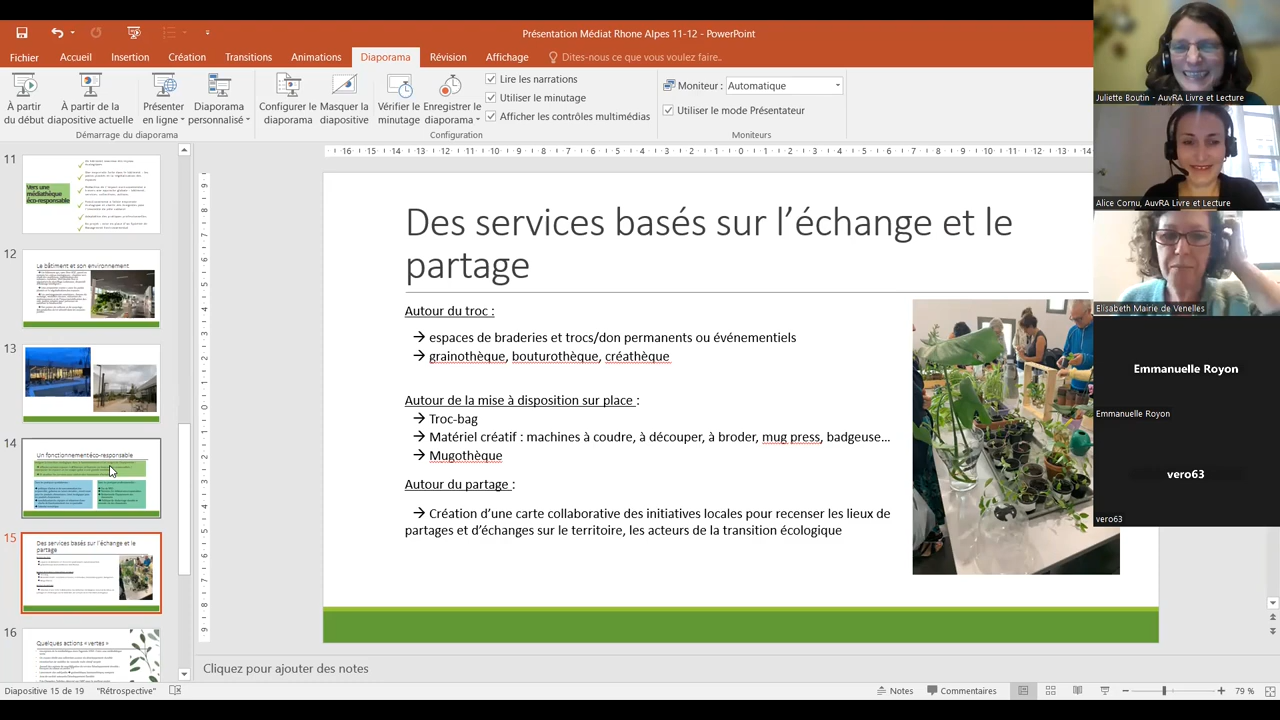 Présentation Médiat Rhone Alpes 11-12 - PowerPoint
Fichier Accueil Insertion Création Transitions Animations Diaporama Révision Affichage Dites-nous ce que vous voulez faire.
À partir du début
À partir de la diapositive actuelle
Présenter en ligne
Diaporama personnalisé
Démarrage du diaporama
Configurer le diaporama
Masquer la diapositive
Vérifier le minutage
Enregistrer le diaporama
Lire les narrations
Utiliser le minutage
Afficher les contrôles multimédias
Configuration
Moniteur : Automatique
Utiliser le mode Présentateur
Moniteurs
11
Vers une
médiathèque
éco-responsable
12
Le bâtiment et son environnement
13
14
Un fonctionnement éco-responsable
15
Des services basés sur l'échange et le
partage
16
Quelques actions « vertes »
Des services basés sur l'échange et le
partage
Autour du troc :
→ espaces de braderies et trocs/don permanents ou événementiels
→ grainothèque, bouturothèque, créathèque
Autour de la mise à disposition sur place :
→ Troc-bag
→ Matériel créatif : machines à coudre, à découper, à broder, mug press, badgeuse…
→ Mugothèque
Autour du partage :
→ Création d'une carte collaborative des initiatives locales pour recenser les lieux de
partages et d'échanges sur le territoire, les acteurs de la transition écologique
Cliquez pour ajouter des notes
Diapositive 15 de 19 "Rétrospective" Notes Commentaires 79 %
Juliette Boutin - AuvRA Livre et Lecture
Alice Cornu, AuvRA Livre et Lecture
Elisabeth Mairie de Venelles
Emmanuelle Royon
Emmanuelle Royon
vero63
vero63